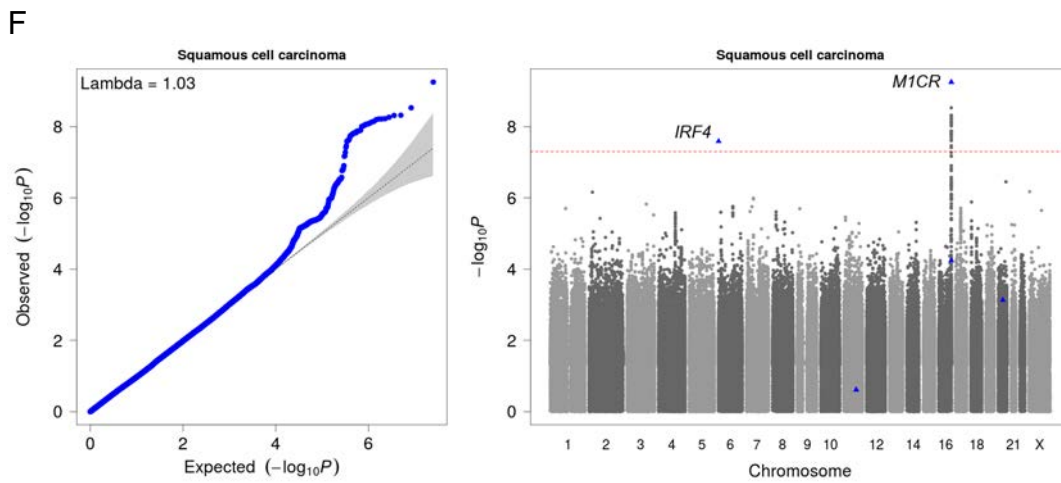 F
Squamous cell carcinoma
Lambda = 1.03
Observed (−log₁₀P)
8
6
4
2
0
0 2 4 6
Expected (−log₁₀P)
Squamous cell carcinoma
M1CR
IRF4
−log₁₀P
8
6
4
2
0
1 2 3 4 5 6 7 8 9 10 12 14 16 18 21 X
Chromosome